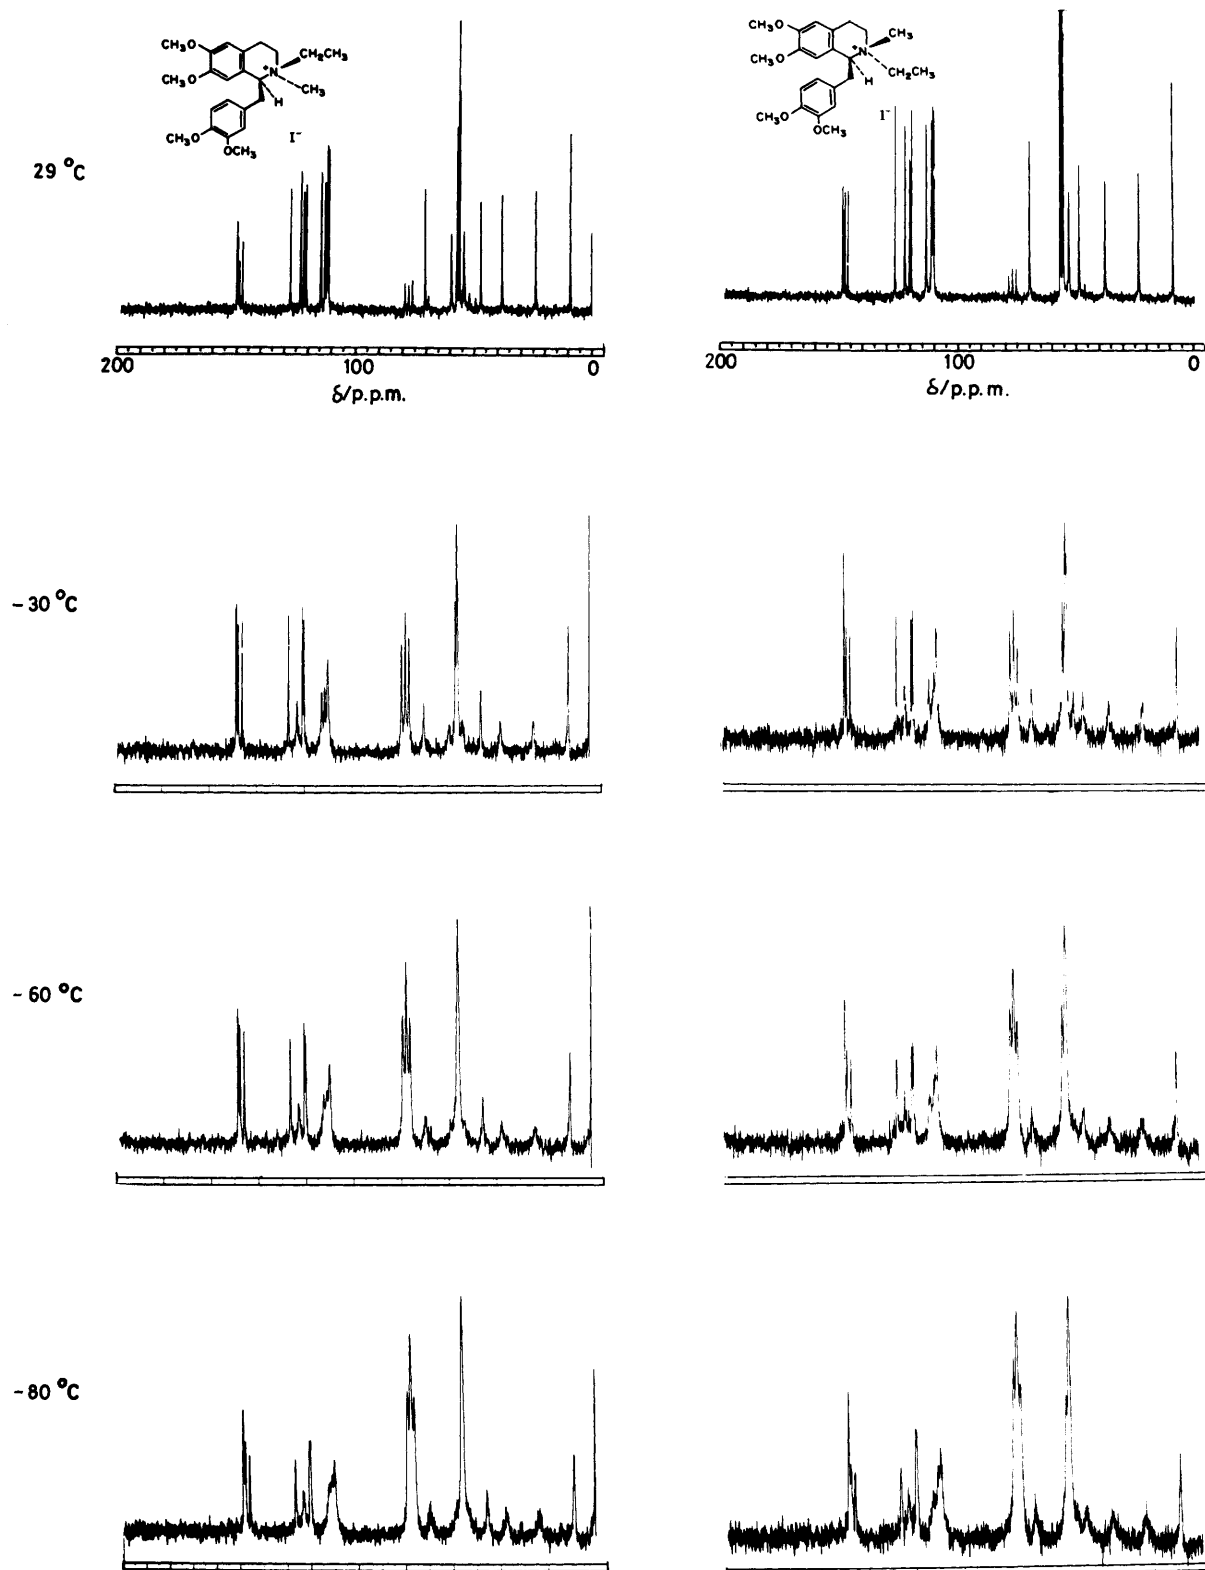 CH₃O
CH₃O
N⁺
CH₂CH₃
CH₃
H
CH₃O
OCH₃
I⁻
CH₃O
CH₃O
N⁺
CH₃
CH₂CH₃
H
CH₃O
OCH₃
I⁻
29 °C
200 100 0
δ/p.p.m.
200 100 0
δ/p.p.m.
-30 °C
-60 °C
-80 °C